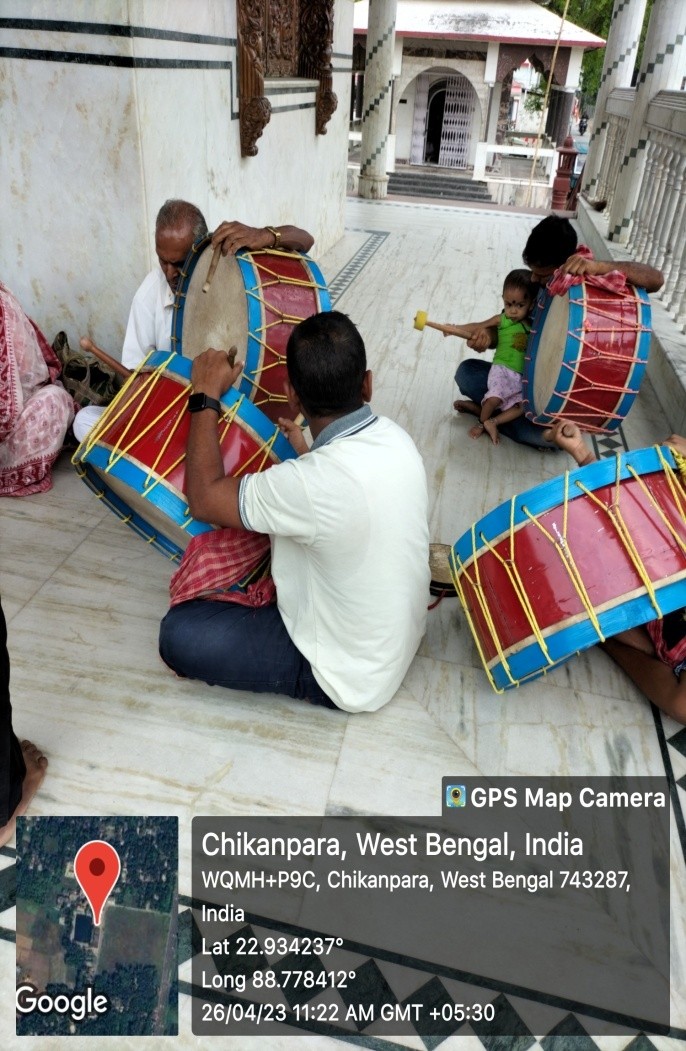 GPS Map Camera
Chikanpara, West Bengal, India
WQMH+P9C, Chikanpara, West Bengal 743287,
India
Lat 22.934237°
Long 88.778412°
26/04/23 11:22 AM GMT +05:30
Google